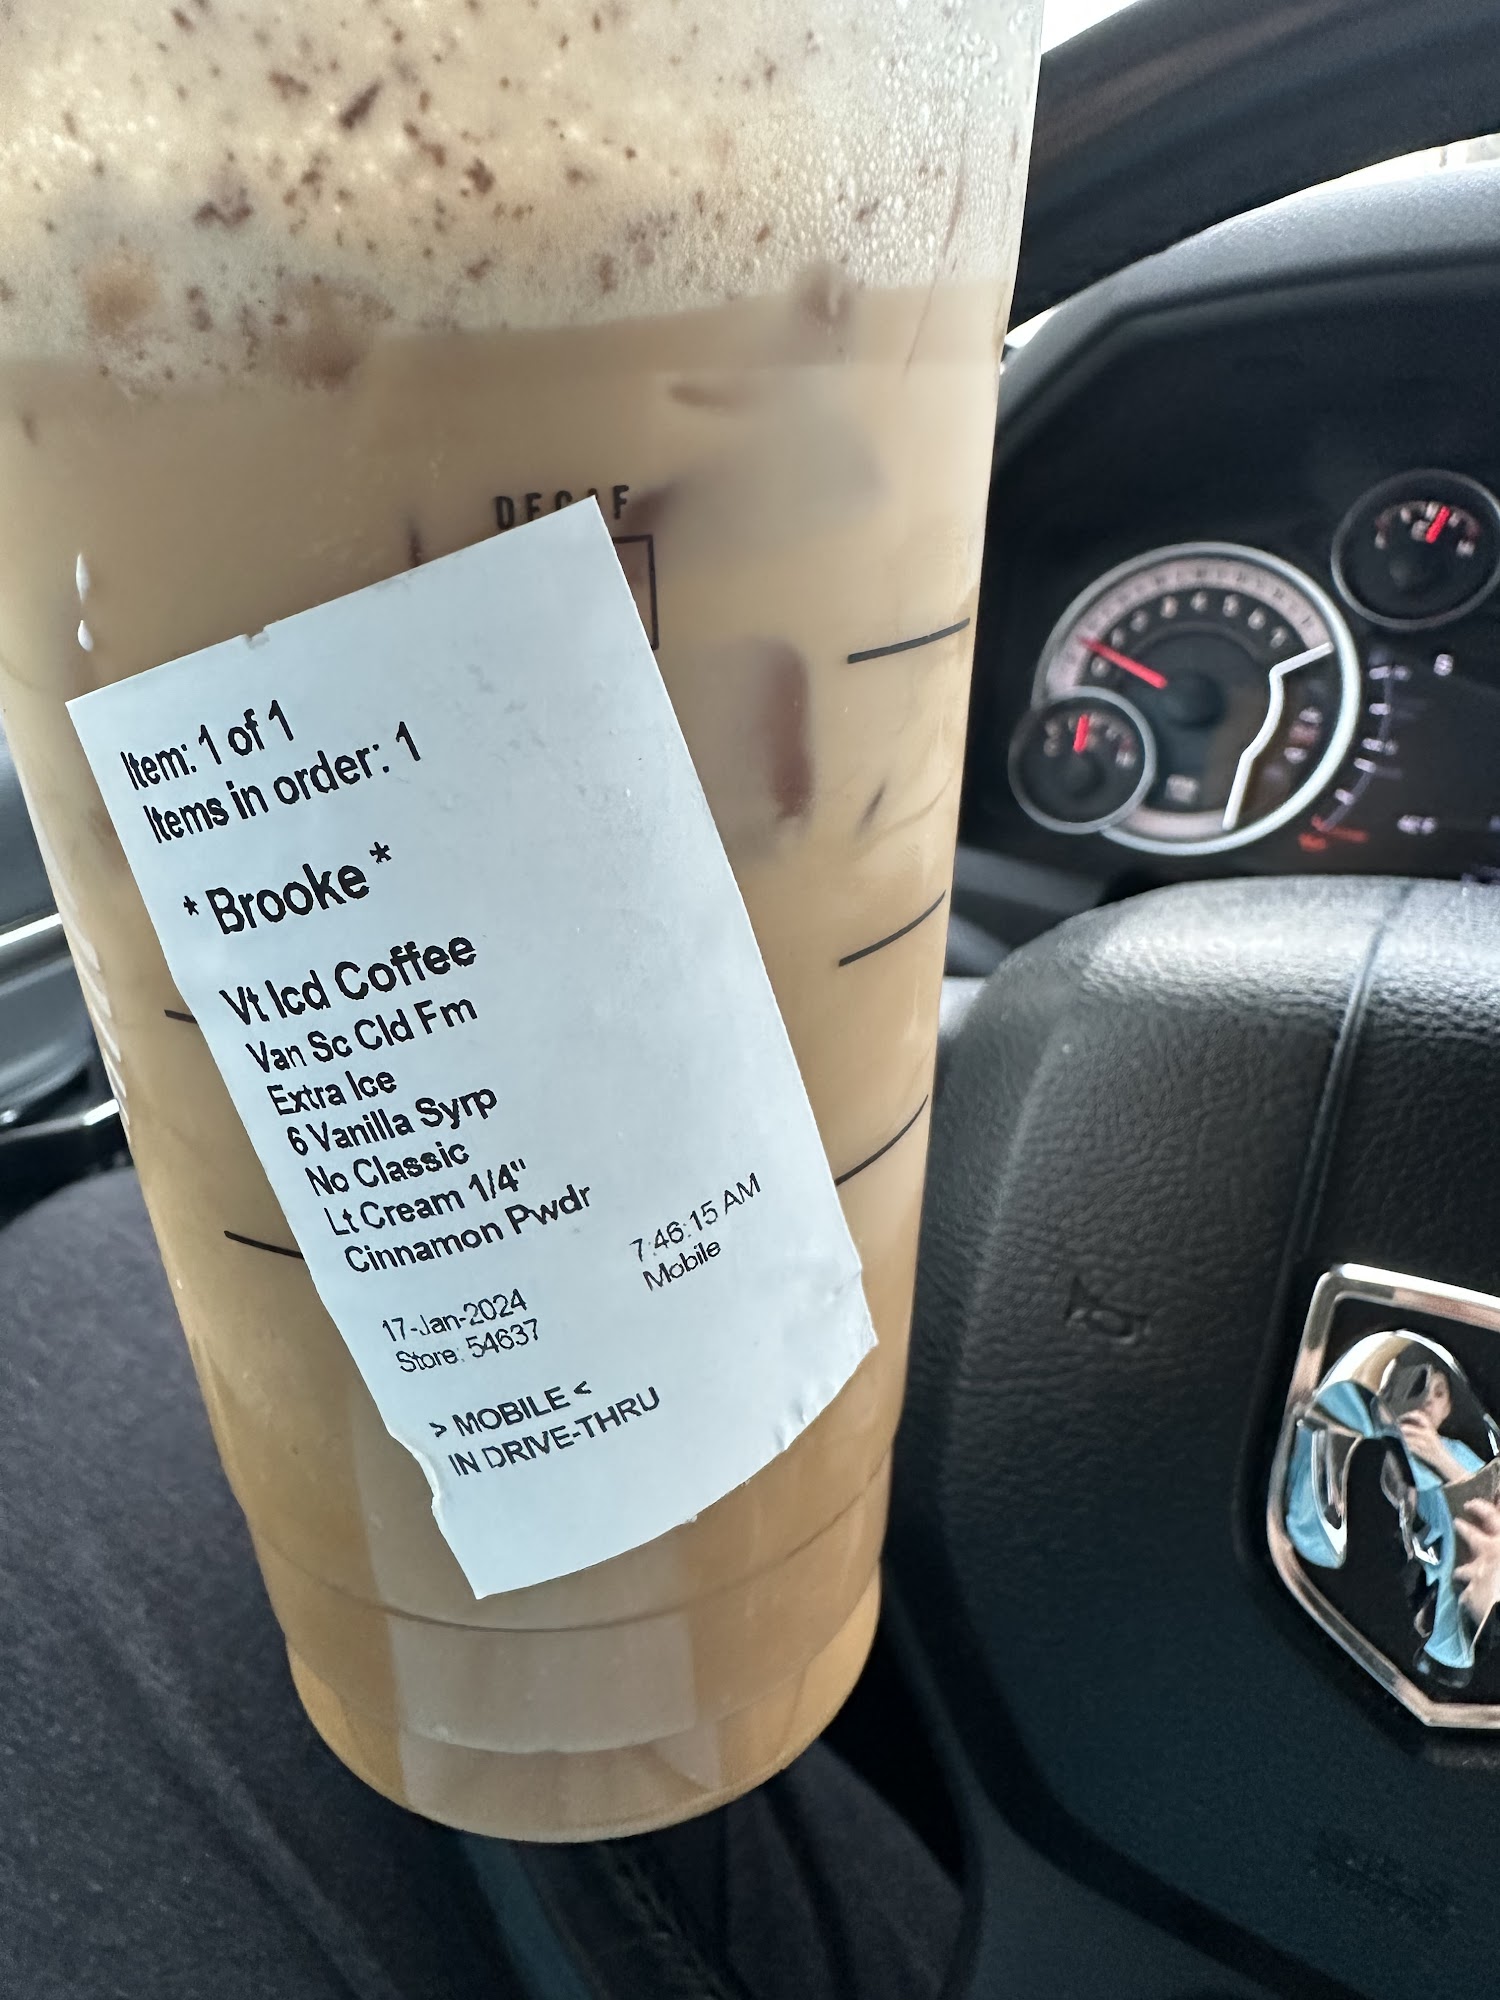 DECAF
Item: 1 of 1
Items in order: 1
*Brooke*
Vt Icd Coffee
Van Sc Cld Fm
Extra Ice
6 Vanilla Syrp
No Classic
Lt Cream 1/4"
Cinnamon Pwdr
17-Jan-2024 7:46:15 AM
Store: 54637 Mobile
> MOBILE <
IN DRIVE-THRU